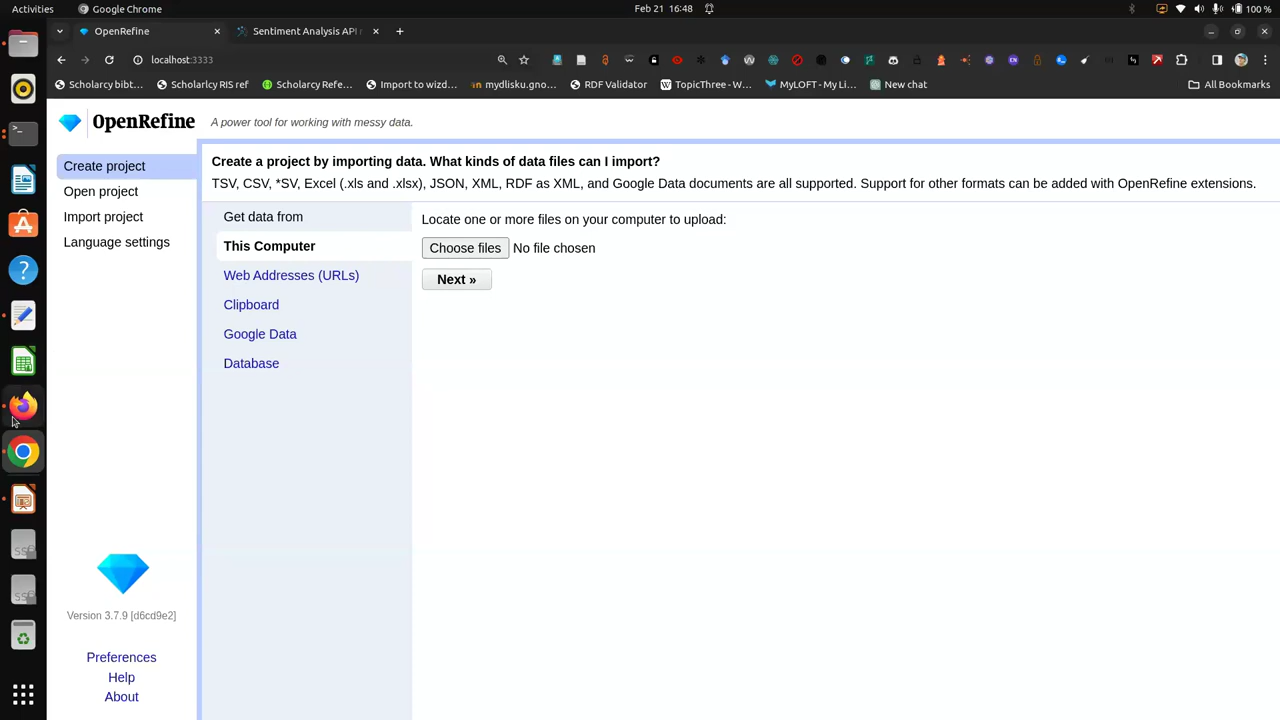 Activities
Google Chrome
Feb 21 16:48
100 %
OpenRefine
Sentiment Analysis API
localhost:3333
Scholarcy bibt...
Scholarlcy RIS ref
Scholarcy Refe...
Import to wizd...
mydlisku.gno...
RDF Validator
TopicThree - W...
MyLOFT - My Li...
New chat
All Bookmarks
OpenRefine
A power tool for working with messy data.
Create project
Open project
Import project
Language settings
Create a project by importing data. What kinds of data files can I import?
TSV, CSV, *SV, Excel (.xls and .xlsx), JSON, XML, RDF as XML, and Google Data documents are all supported. Support for other formats can be added with OpenRefine extensions.
Get data from
This Computer
Web Addresses (URLs)
Clipboard
Google Data
Database
Locate one or more files on your computer to upload:
Choose files No file chosen
Next »
Version 3.7.9 [d6cd9e2]
Preferences
Help
About